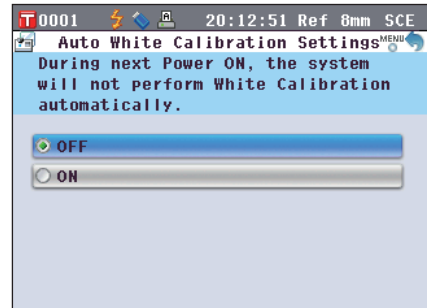 T0001 A 20:12:51 Ref 8mm SCE
Auto White Calibration Settings MENU
During next Power ON, the system
will not perform White Calibration
automatically.
OFF
ON